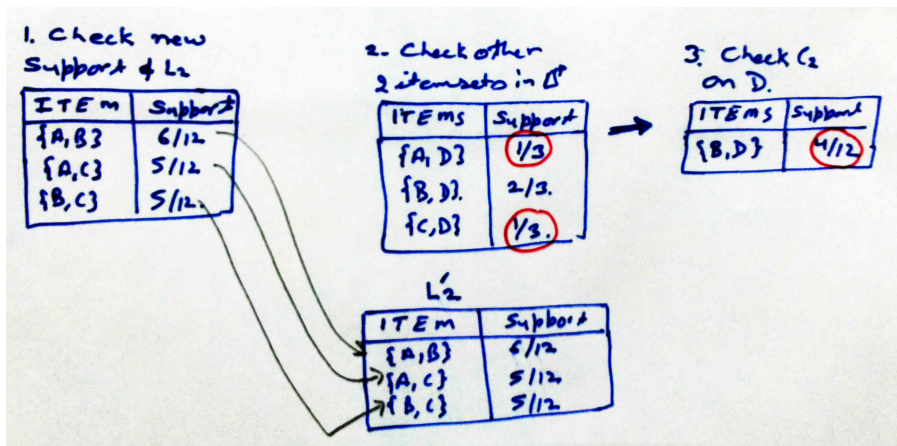 1. Check new
Support of L2
ITEM Support
{A,B} 6/12
{A,C} 5/12
{B,C} 5/12
2. Check other
2 itemsets in
ITEMS Support
{A,D} 1/3
{B,D}. 2/3.
{C,D} 1/3.
3. Check C2
on D.
ITEMS Support
{B,D} 4/12
L'2
ITEM Support
{A,B} 6/12
{A,C} 5/12
{B,C} 5/12